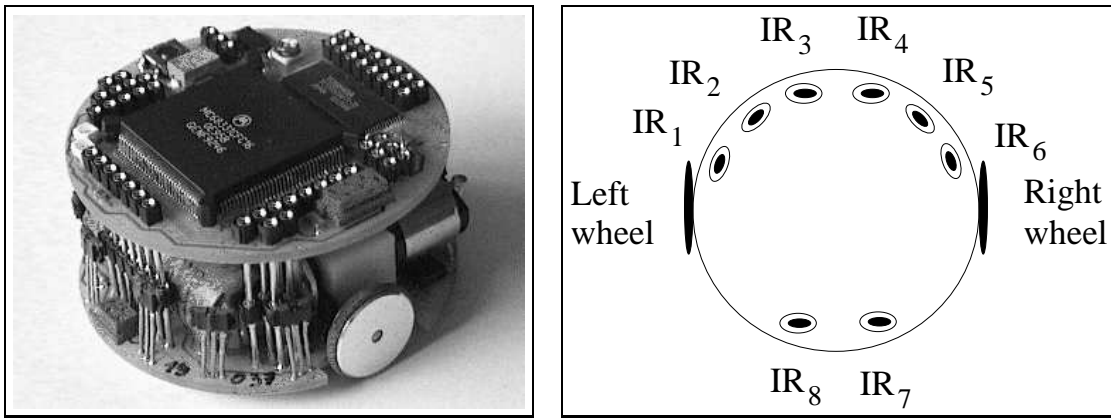 IR3
IR4
IR2
IR5
IR1
IR6
Left
wheel
Right
wheel
IR8
IR7